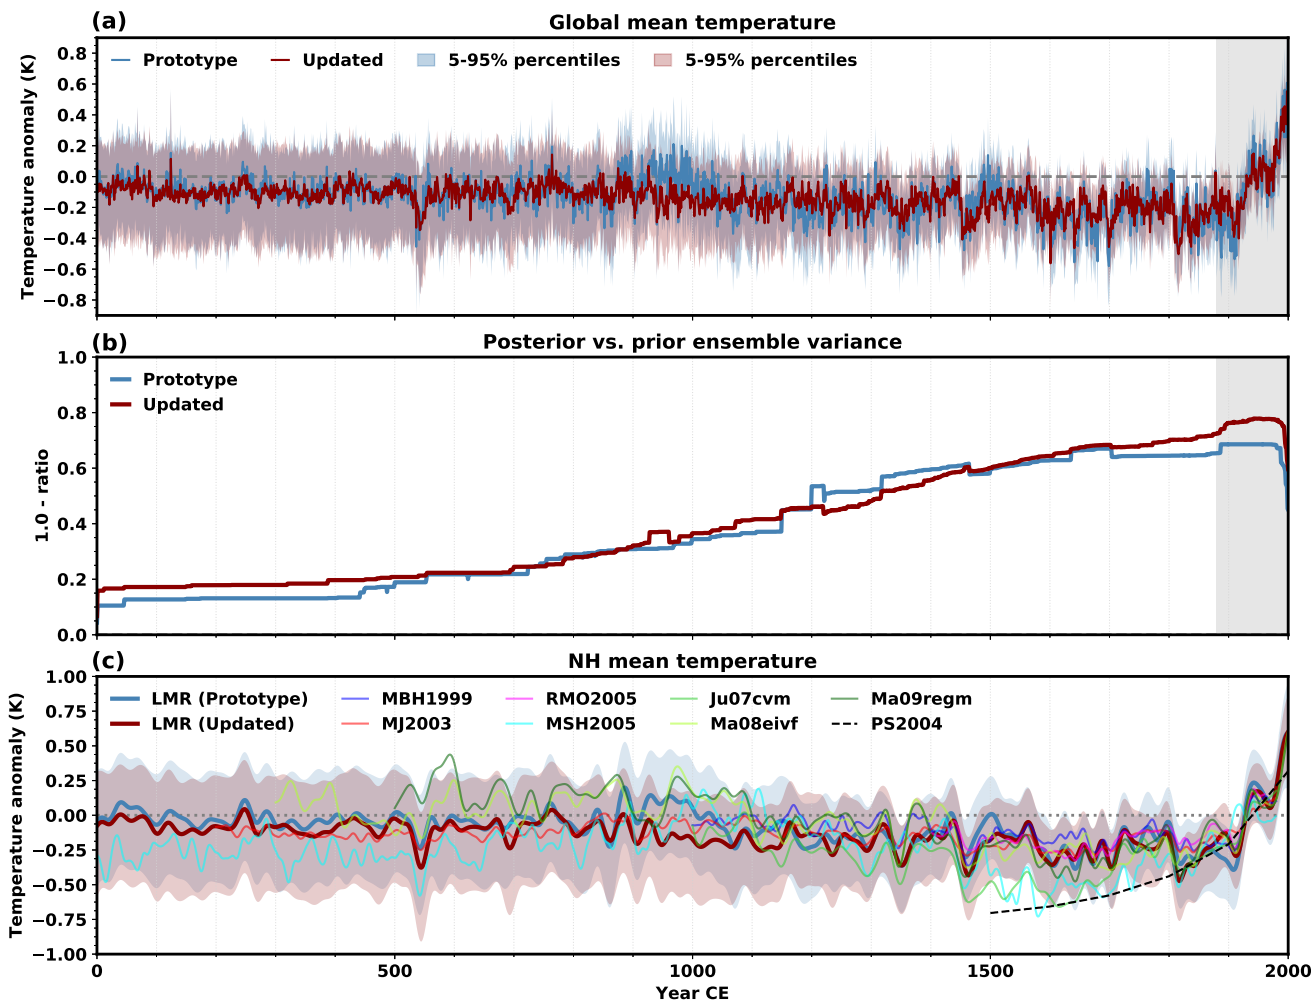 (a) Global mean temperature
Temperature anomaly (K)
0.8
0.6
0.4
0.2
0.0
−0.2
−0.4
−0.6
−0.8
Prototype Updated 5-95% percentiles 5-95% percentiles
(b) Posterior vs. prior ensemble variance
1.0 - ratio
1.0
0.8
0.6
0.4
0.2
0.0
Prototype
Updated
(c) NH mean temperature
Temperature anomaly (K)
1.00
0.75
0.50
0.25
0.00
−0.25
−0.50
−0.75
−1.00
LMR (Prototype) MBH1999 RMO2005 Ju07cvm Ma09regm
LMR (Updated) MJ2003 MSH2005 Ma08eivf PS2004
0 500 1000 1500 2000
Year CE